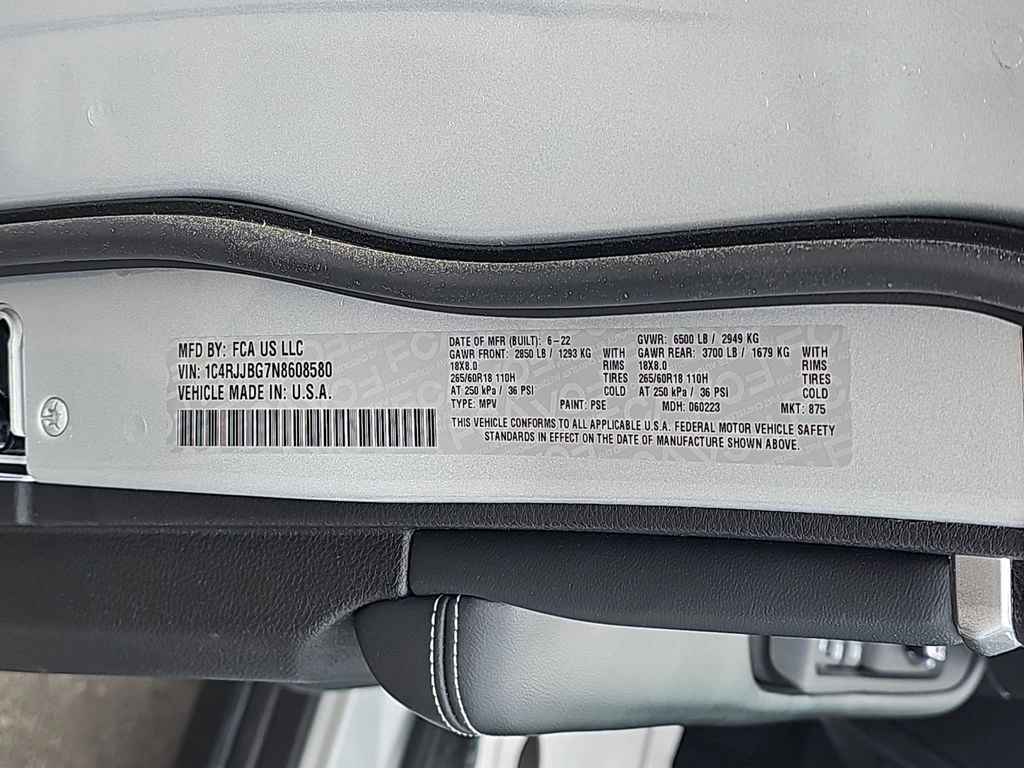 MFD BY: FCA US LLC
VIN: 1C4RJJBG7N8608580
VEHICLE MADE IN: U.S.A.
DATE OF MFR (BUILT): 6-22 GVWR: 6500 LB / 2949 KG
GAWR FRONT: 2850 LB / 1293 KG WITH GAWR REAR: 3700 LB / 1679 KG WITH
18X8.0 RIMS 18X8.0 RIMS
265/60R18 110H TIRES 265/60R18 110H TIRES
AT 250 kPa / 36 PSI COLD AT 250 kPa / 36 PSI COLD
TYPE: MPV PAINT: PSE MDH: 060223 MKT: 875
THIS VEHICLE CONFORMS TO ALL APPLICABLE U.S.A. FEDERAL MOTOR VEHICLE SAFETY
STANDARDS IN EFFECT ON THE DATE OF MANUFACTURE SHOWN ABOVE.